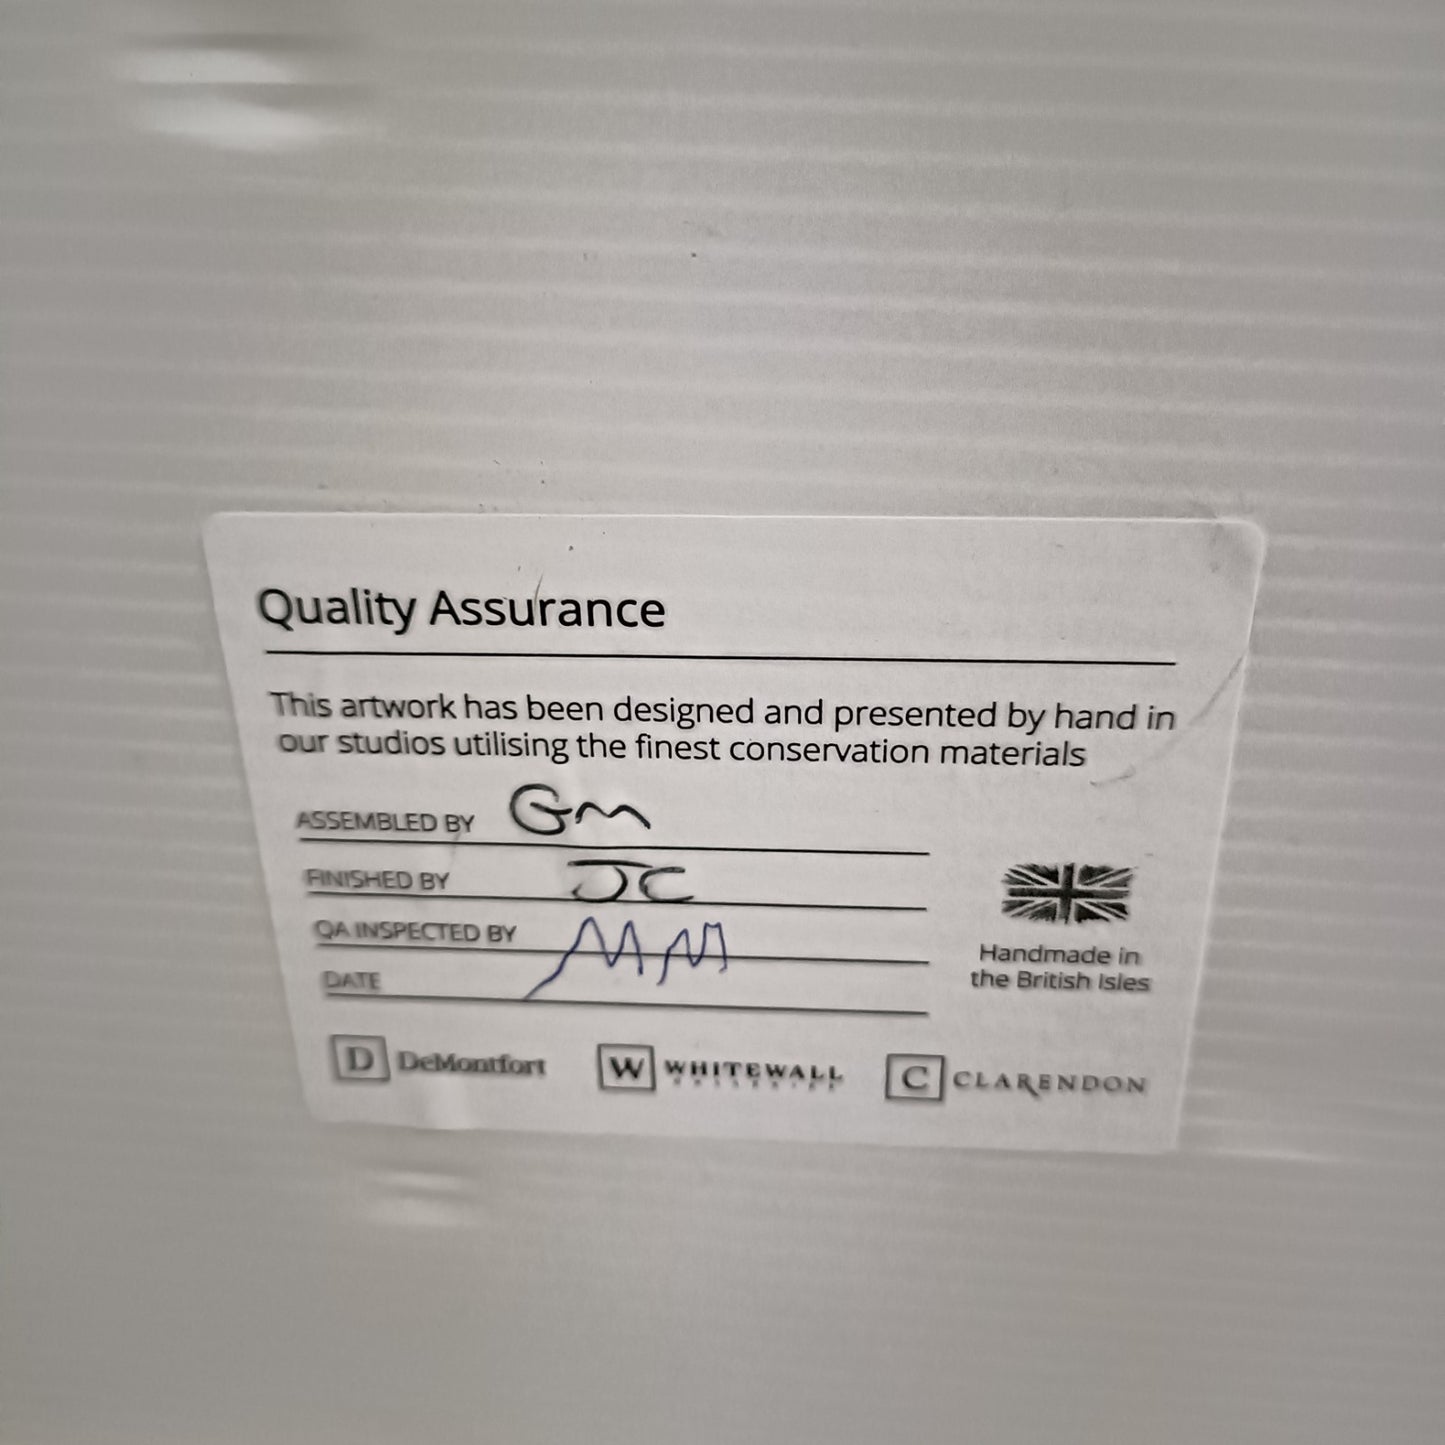 Quality Assurance
This artwork has been designed and presented by hand in
our studios utilising the finest conservation materials
ASSEMBLED BY GM
FINISHED BY JC
QA INSPECTED BY MM
DATE
Handmade in
the British Isles
D DeMontfort
W WHITEWALL
C CLARENDON